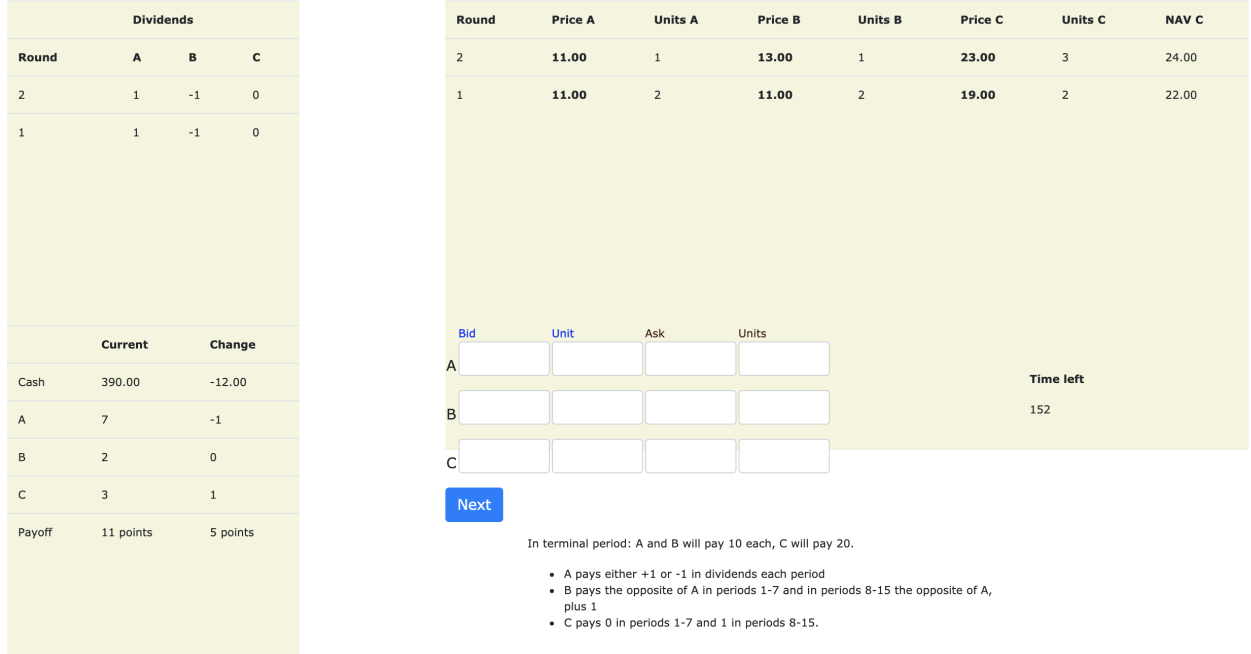 Dividends
Round A B C
2 1 -1 0
1 1 -1 0
Current Change
Cash 390.00 -12.00
A 7 -1
B 2 0
C 3 1
Payoff 11 points 5 points
Round Price A Units A Price B Units B Price C Units C NAV C
2 11.00 1 13.00 1 23.00 3 24.00
1 11.00 2 11.00 2 19.00 2 22.00
Bid Unit Ask Units
A
B
C
Time left
152
Next
In terminal period: A and B will pay 10 each, C will pay 20.
• A pays either +1 or -1 in dividends each period
• B pays the opposite of A in periods 1-7 and in periods 8-15 the opposite of A,
plus 1
• C pays 0 in periods 1-7 and 1 in periods 8-15.